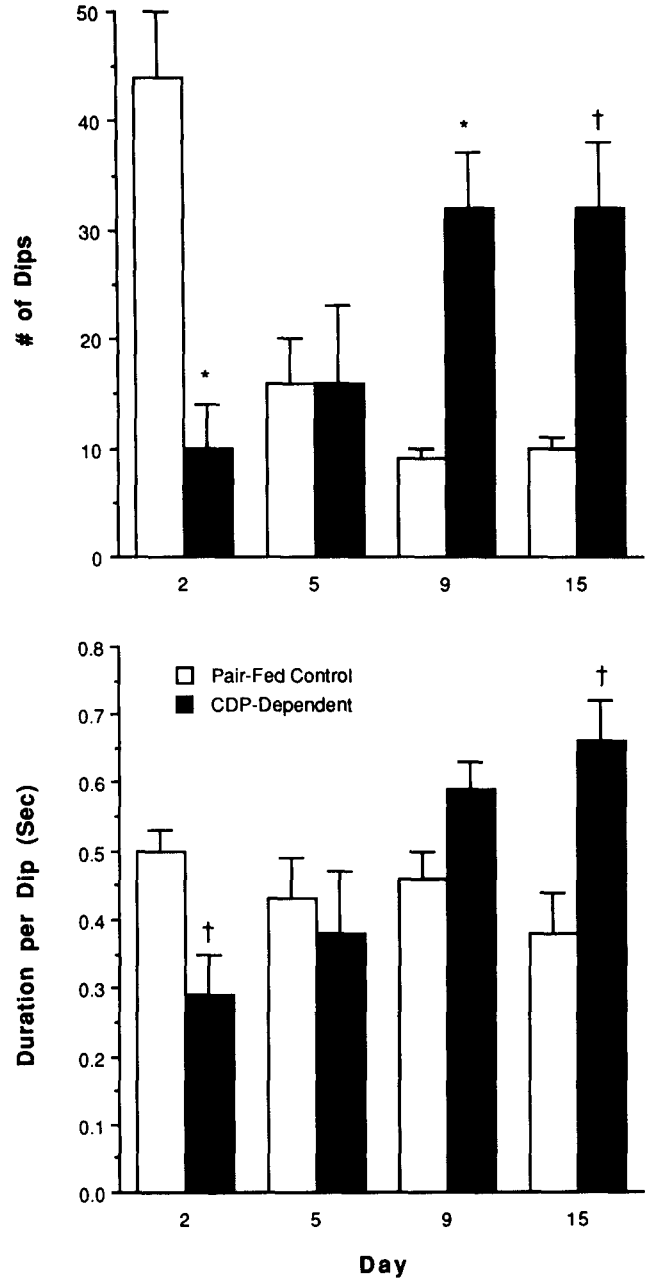 50
40
30
20
10
0
# of Dips
*
*
†
2 5 9 15
0.8
0.7
0.6
0.5
0.4
0.3
0.2
0.1
0.0
Duration per Dip (Sec)
Pair-Fed Control
CDP-Dependent
†
†
2 5 9 15
Day